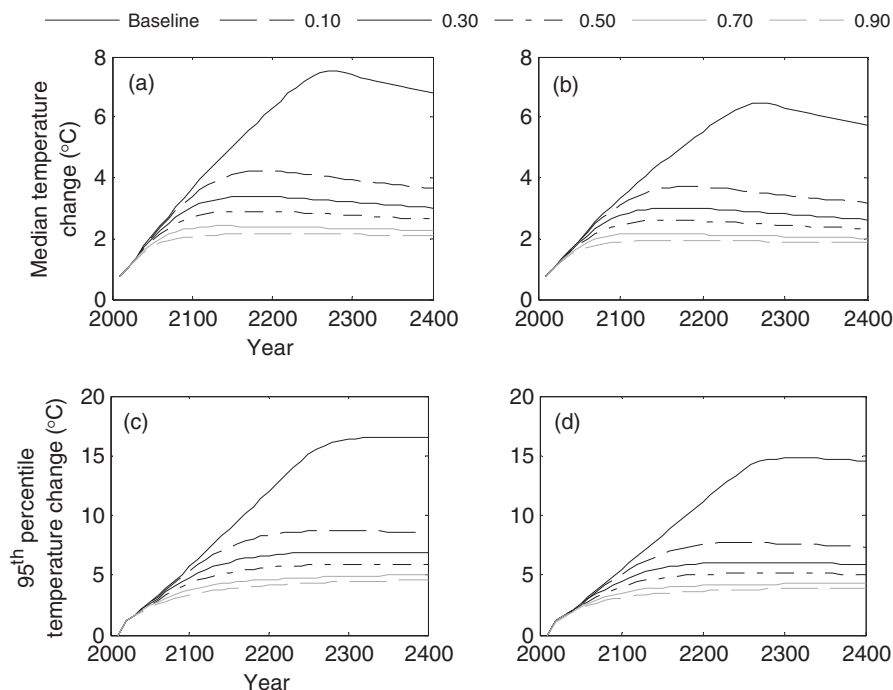 Baseline 0.10 0.30 0.50 0.70 0.90
(a)
(b)
Median temperature
change (°C)
8
6
4
2
0
2000 2100 2200 2300 2400
Year
8
6
4
2
0
2000 2100 2200 2300 2400
(c)
(d)
95th percentile
temperature change (°C)
20
15
10
5
0
2000 2100 2200 2300 2400
Year
20
15
10
5
0
2000 2100 2200 2300 2400